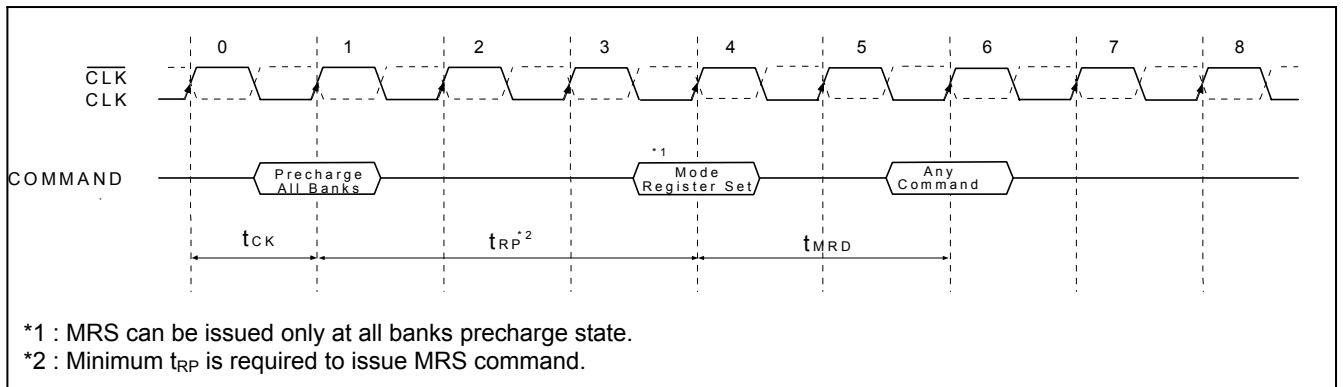 0 1 2 3 4 5 6 7 8
CLK
CLK
COMMAND
Precharge
All Banks
*1
Mode
Register Set
Any
Command
tCK
tRP*2
tMRD
*1 : MRS can be issued only at all banks precharge state.
*2 : Minimum tRP is required to issue MRS command.